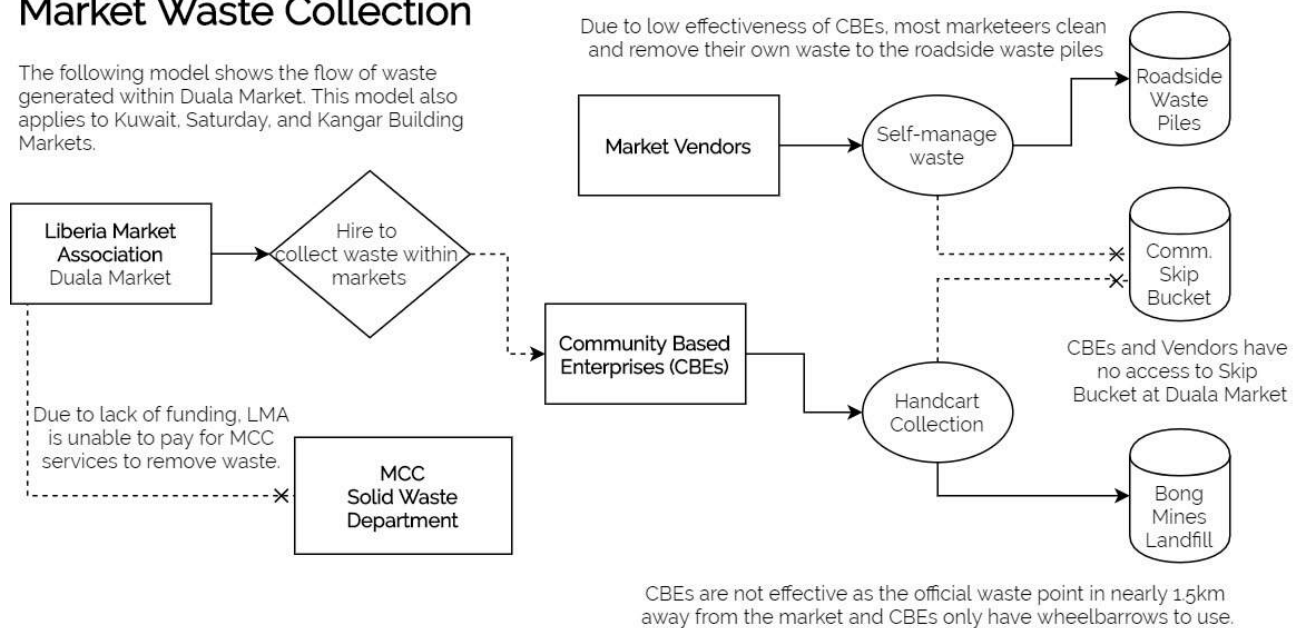 Market Waste Collection
The following model shows the flow of waste
generated within Duala Market. This model also
applies to Kuwait, Saturday, and Kangar Building
Markets.
Due to low effectiveness of CBEs, most marketeers clean
and remove their own waste to the roadside waste piles
Market Vendors
Self-manage
waste
Roadside
Waste
Piles
Liberia Market
Association
Duala Market
Hire to
collect waste within
markets
Community Based
Enterprises (CBEs)
Handcart
Collection
Comm.
Skip
Bucket
CBEs and Vendors have
no access to Skip
Bucket at Duala Market
Due to lack of funding, LMA
is unable to pay for MCC
services to remove waste.
MCC
Solid Waste
Department
Bong
Mines
Landfill
CBEs are not effective as the official waste point in nearly 1.5km
away from the market and CBEs only have wheelbarrows to use.